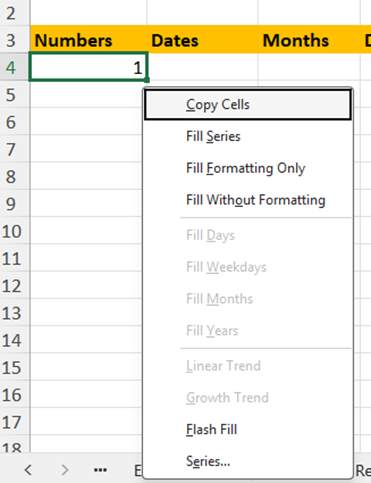 2
3 Numbers Dates Months
4 1
5 Copy Cells
6 Fill Series
7 Fill Formatting Only
8
9 Fill Without Formatting
10 Fill Days
11 Fill Weekdays
12 Fill Months
13
14 Fill Years
15 Linear Trend
16 Growth Trend
17 Flash Fill
18 Series...
< > ... E Re